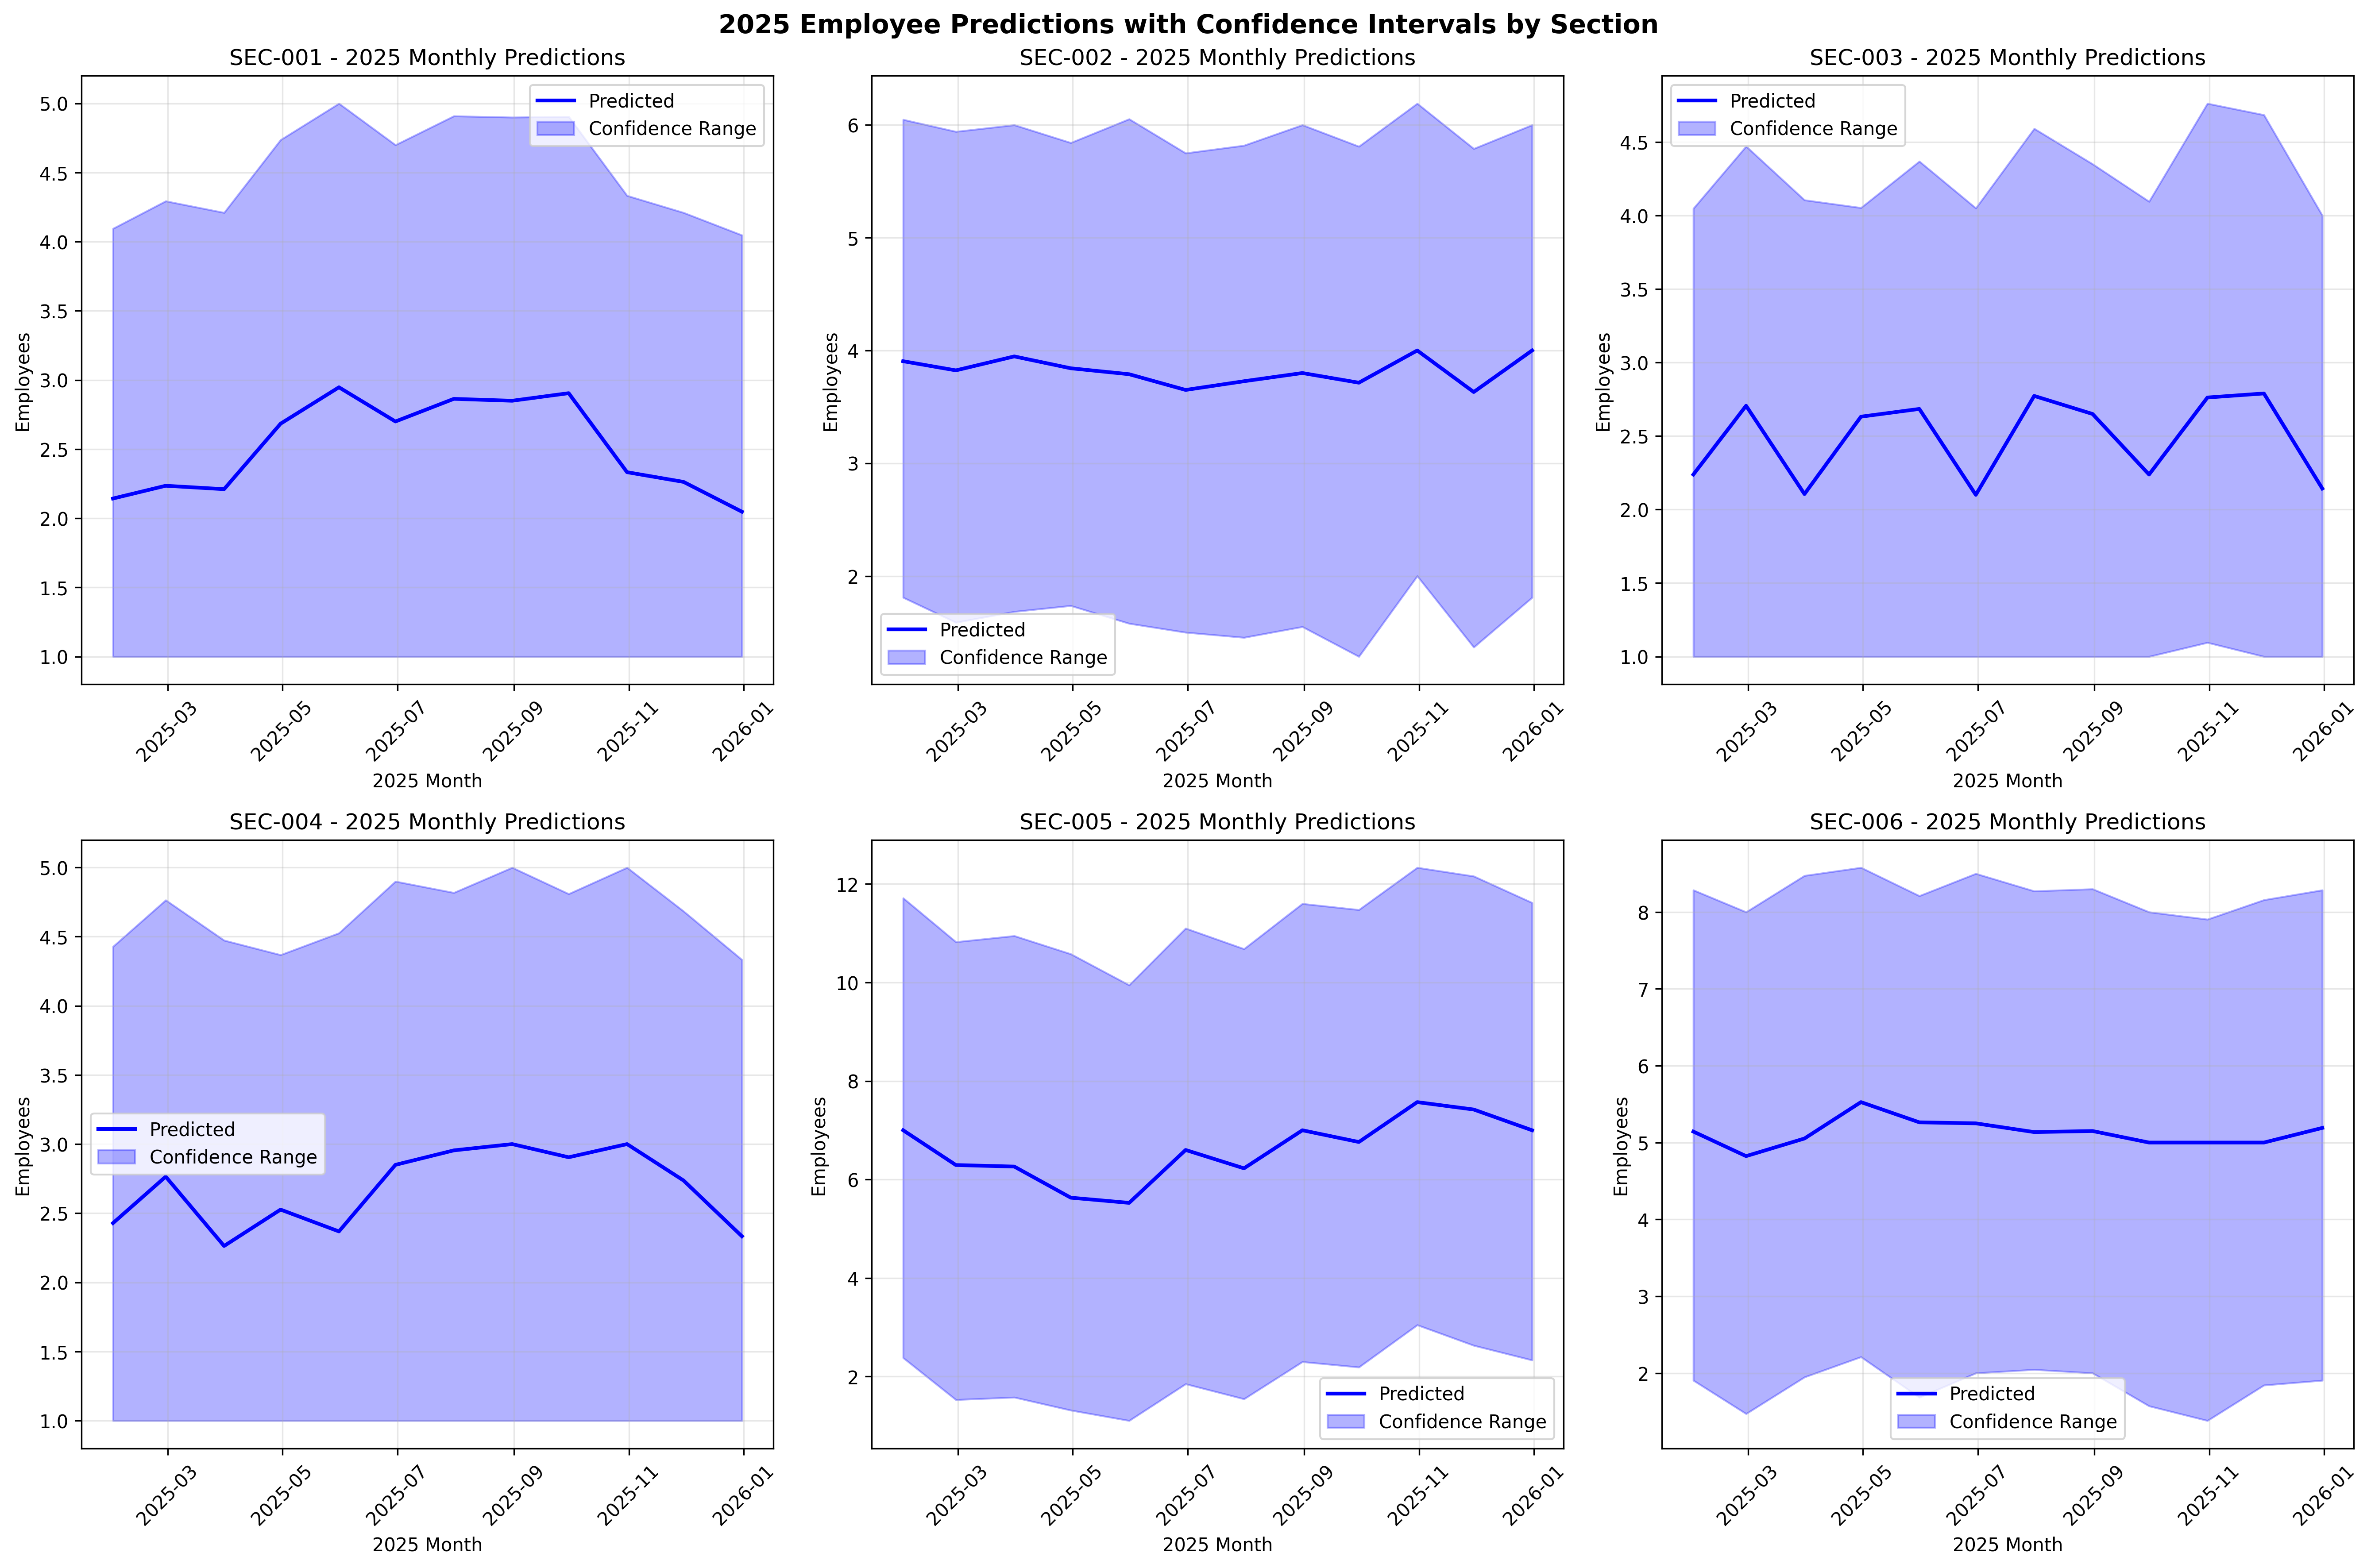 2025 Employee Predictions with Confidence Intervals by Section
SEC-001 - 2025 Monthly Predictions
Predicted
Confidence Range
Employees
5.0
4.5
4.0
3.5
3.0
2.5
2.0
1.5
1.0
2025-03
2025-05
2025-07
2025-09
2025-11
2026-01
2025 Month
SEC-002 - 2025 Monthly Predictions
Employees
6
5
4
3
2
Predicted
Confidence Range
2025-03
2025-05
2025-07
2025-09
2025-11
2026-01
2025 Month
SEC-003 - 2025 Monthly Predictions
Predicted
Confidence Range
Employees
4.5
4.0
3.5
3.0
2.5
2.0
1.5
1.0
2025-03
2025-05
2025-07
2025-09
2025-11
2026-01
2025 Month
SEC-004 - 2025 Monthly Predictions
Employees
5.0
4.5
4.0
3.5
3.0
2.5
2.0
1.5
1.0
Predicted
Confidence Range
2025-03
2025-05
2025-07
2025-09
2025-11
2026-01
2025 Month
SEC-005 - 2025 Monthly Predictions
Employees
12
10
8
6
4
2
Predicted
Confidence Range
2025-03
2025-05
2025-07
2025-09
2025-11
2026-01
2025 Month
SEC-006 - 2025 Monthly Predictions
Employees
8
7
6
5
4
3
2
Predicted
Confidence Range
2025-03
2025-05
2025-07
2025-09
2025-11
2026-01
2025 Month